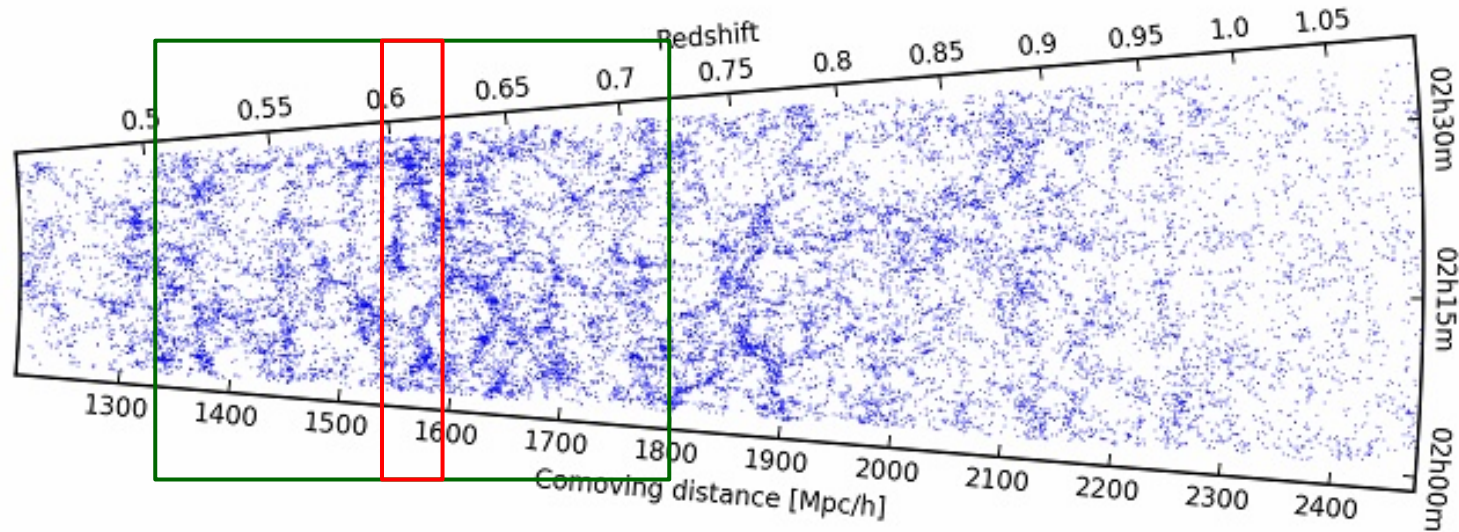 Redshift
0.5 0.55 0.6 0.65 0.7 0.75 0.8 0.85 0.9 0.95 1.0 1.05
02h30m
02h15m
02h00m
1300 1400 1500 1600 1700 1800 1900 2000 2100 2200 2300 2400
Comoving distance [Mpc/h]